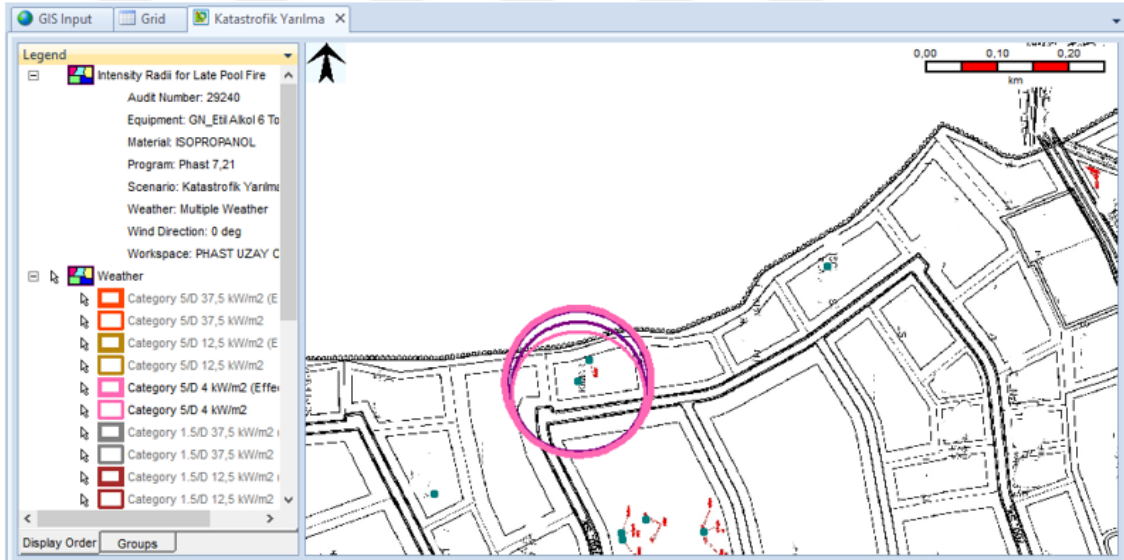 GIS Input
Grid
Katastrofik Yarılma
Legend
Intensity Radii for Late Pool Fire
Audit Number: 29240
Equipment: GN_Etil Alkol 6 To
Material: ISOPROPANOL
Program: Phast 7,21
Scenario: Katastrofik Yarılma
Weather: Multiple Weather
Wind Direction: 0 deg
Workspace: PHAST UZAY C
Weather
Category 5/D 37,5 kW/m2 (E
Category 5/D 37,5 kW/m2
Category 5/D 12,5 kW/m2 (E
Category 5/D 12,5 kW/m2
Category 5/D 4 kW/m2 (Effe
Category 5/D 4 kW/m2
Category 1.5/D 37,5 kW/m2 (
Category 1.5/D 37,5 kW/m2
Category 1.5/D 12,5 kW/m2 (
Category 1.5/D 12,5 kW/m2
Display Order
Groups
0,00 0,10 0,20
km